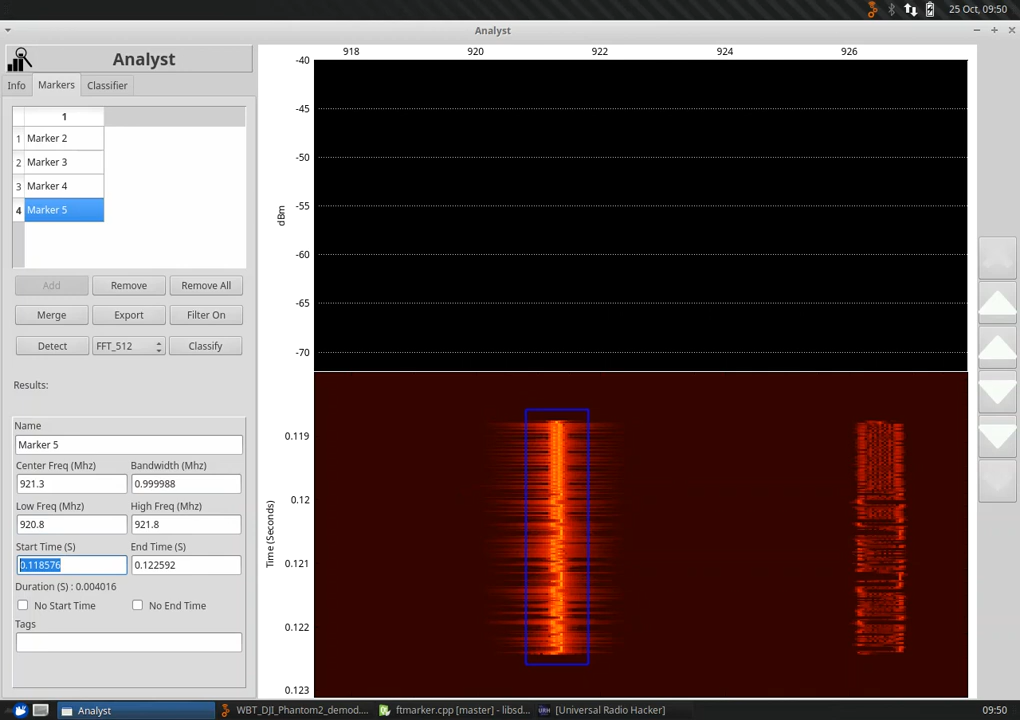 25 Oct, 09:50
Analyst
Analyst
Info Markers Classifier
1
1 Marker 2
2 Marker 3
3 Marker 4
4 Marker 5
Add Remove Remove All
Merge Export Filter On
Detect FFT_512 Classify
Results:
Name
Marker 5
Center Freq (Mhz) Bandwidth (Mhz)
921.3 0.999988
Low Freq (Mhz) High Freq (Mhz)
920.8 921.8
Start Time (S) End Time (S)
0.118576 0.122592
Duration (S) : 0.004016
No Start Time No End Time
Tags
918 920 922 924 926
-40
-45
-50
-55
-60
-65
-70
dBm
0.119
0.12
0.121
0.122
0.123
Time (Seconds)
Analyst WBT_DJI_Phantom2_demod.... ftmarker.cpp [master] - libsd... [Universal Radio Hacker] 09:50